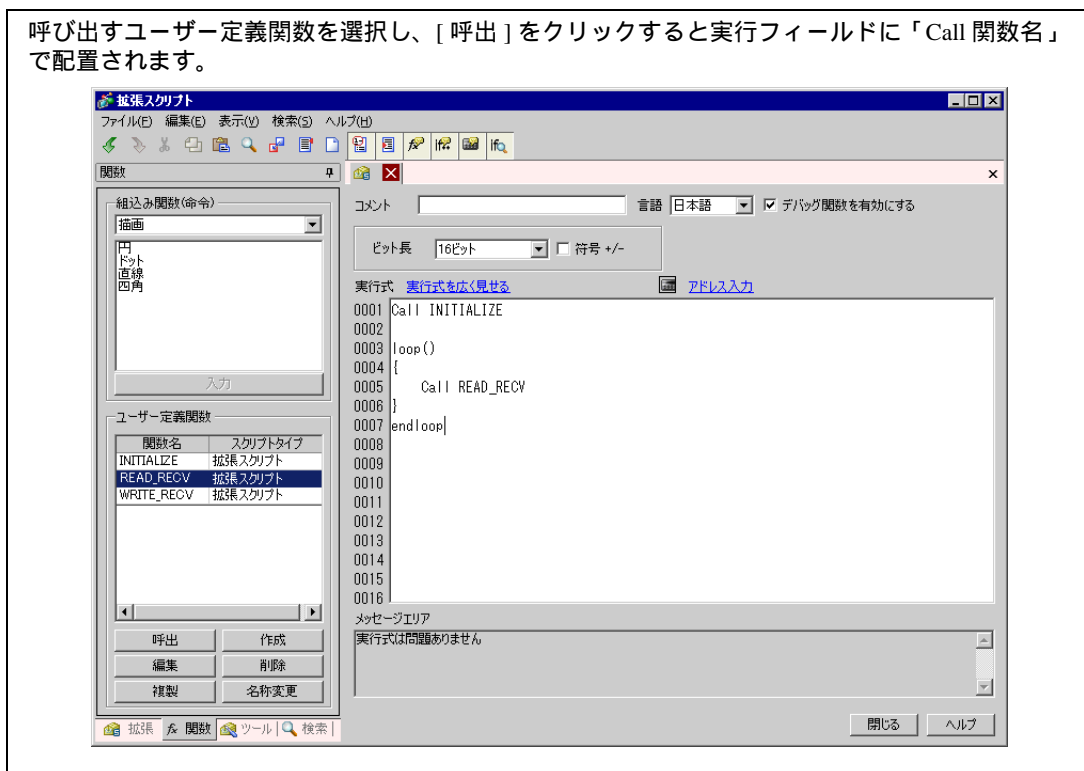 呼び出すユーザー定義関数を選択し、[ 呼出 ] をクリックすると実行フィールドに「Call 関数名」
で配置されます。
拡張スクリプト
ファイル(F) 編集(E) 表示(V) 検索(S) ヘルプ(H)
関数
組込み関数(命令)
描画
円
ドット
直線
四角
入力
ユーザー定義関数
関数名 スクリプトタイプ
INITIALIZE 拡張スクリプト
READ_RECV 拡張スクリプト
WRITE_RECV 拡張スクリプト
呼出 作成
編集 削除
複製 名称変更
拡張 関数 ツール 検索
コメント 言語 日本語 デバッグ関数を有効にする
ビット長 16ビット 符号 +/-
実行式 実行式を広く見せる アドレス入力
0001 Call INITIALIZE
0002
0003 loop()
0004 {
0005 Call READ_RECV
0006 }
0007 endloop
0008
0009
0010
0011
0012
0013
0014
0015
0016
メッセージエリア
実行式は問題ありません
閉じる ヘルプ